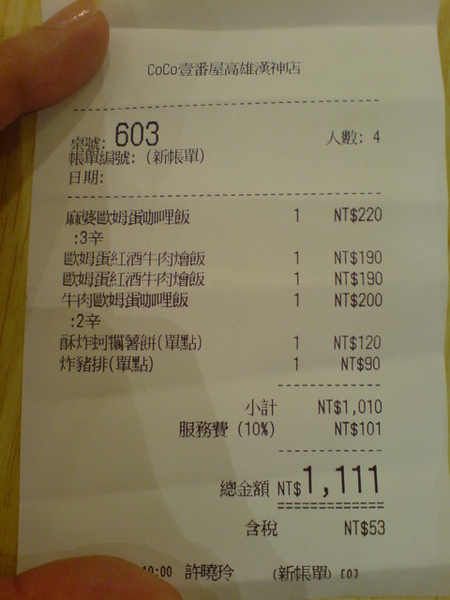 CoCo壹番屋高雄漢神店
桌號: 603 人數: 4
帳單編號: (新帳單)
日期:
麻婆歐姆蛋咖哩飯 1 NT$220
:3辛
歐姆蛋紅酒牛肉燴飯 1 NT$190
歐姆蛋紅酒牛肉燴飯 1 NT$190
牛肉歐姆蛋咖哩飯 1 NT$200
:2辛
酥炸蚵蠣薯餅(單點) 1 NT$120
炸豬排(單點) 1 NT$90
小計 NT$1,010
服務費 (10%) NT$101
總金額 NT$1,111
含稅 NT$53
許曉玲 (新帳單) [0]